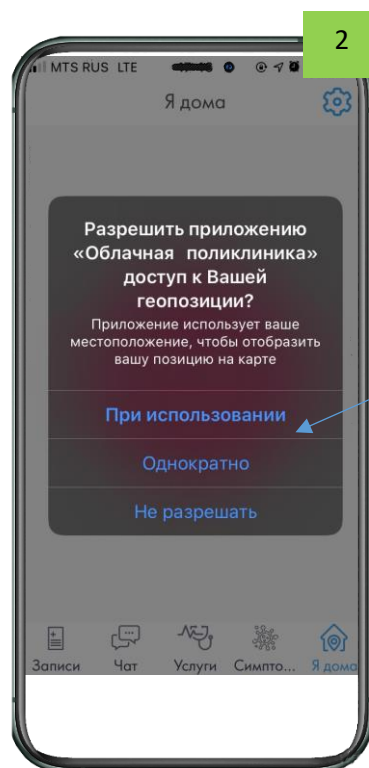 2
MTS RUS LTE
Я дома
Разрешить приложению
«Облачная поликлиника»
доступ к Вашей
геопозиции?
Приложение использует ваше
местоположение, чтобы отобразить
вашу позицию на карте
При использовании
Однократно
Не разрешать
Записи Чат Услуги Симпто... Я дома